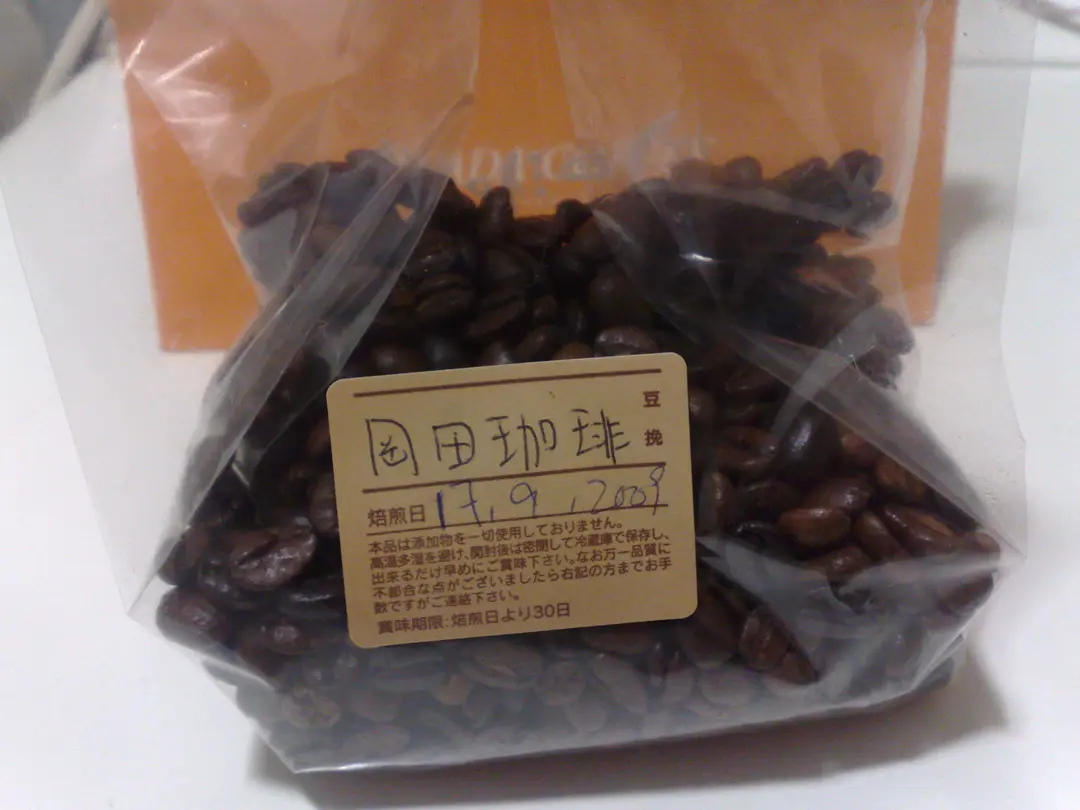 豆
岡田珈琲
挽
焙煎日 17.9.2009
本品は添加物を一切使用しておりません。
高温多湿を避け、開封後は密閉して冷蔵庫で保存し、
出来るだけ早めにご賞味下さい。なお万一品質に
不都合な点がございましたら右記の方までお手
数ですがご連絡下さい。
賞味期限:焙煎日より30日